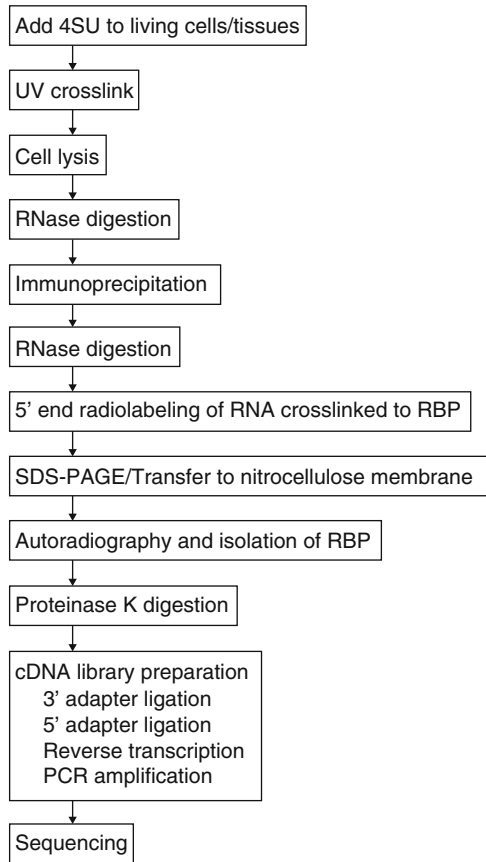 Add 4SU to living cells/tissues
UV crosslink
Cell lysis
RNase digestion
Immunoprecipitation
RNase digestion
5' end radiolabeling of RNA crosslinked to RBP
SDS-PAGE/Transfer to nitrocellulose membrane
Autoradiography and isolation of RBP
Proteinase K digestion
cDNA library preparation
3' adapter ligation
5' adapter ligation
Reverse transcription
PCR amplification
Sequencing